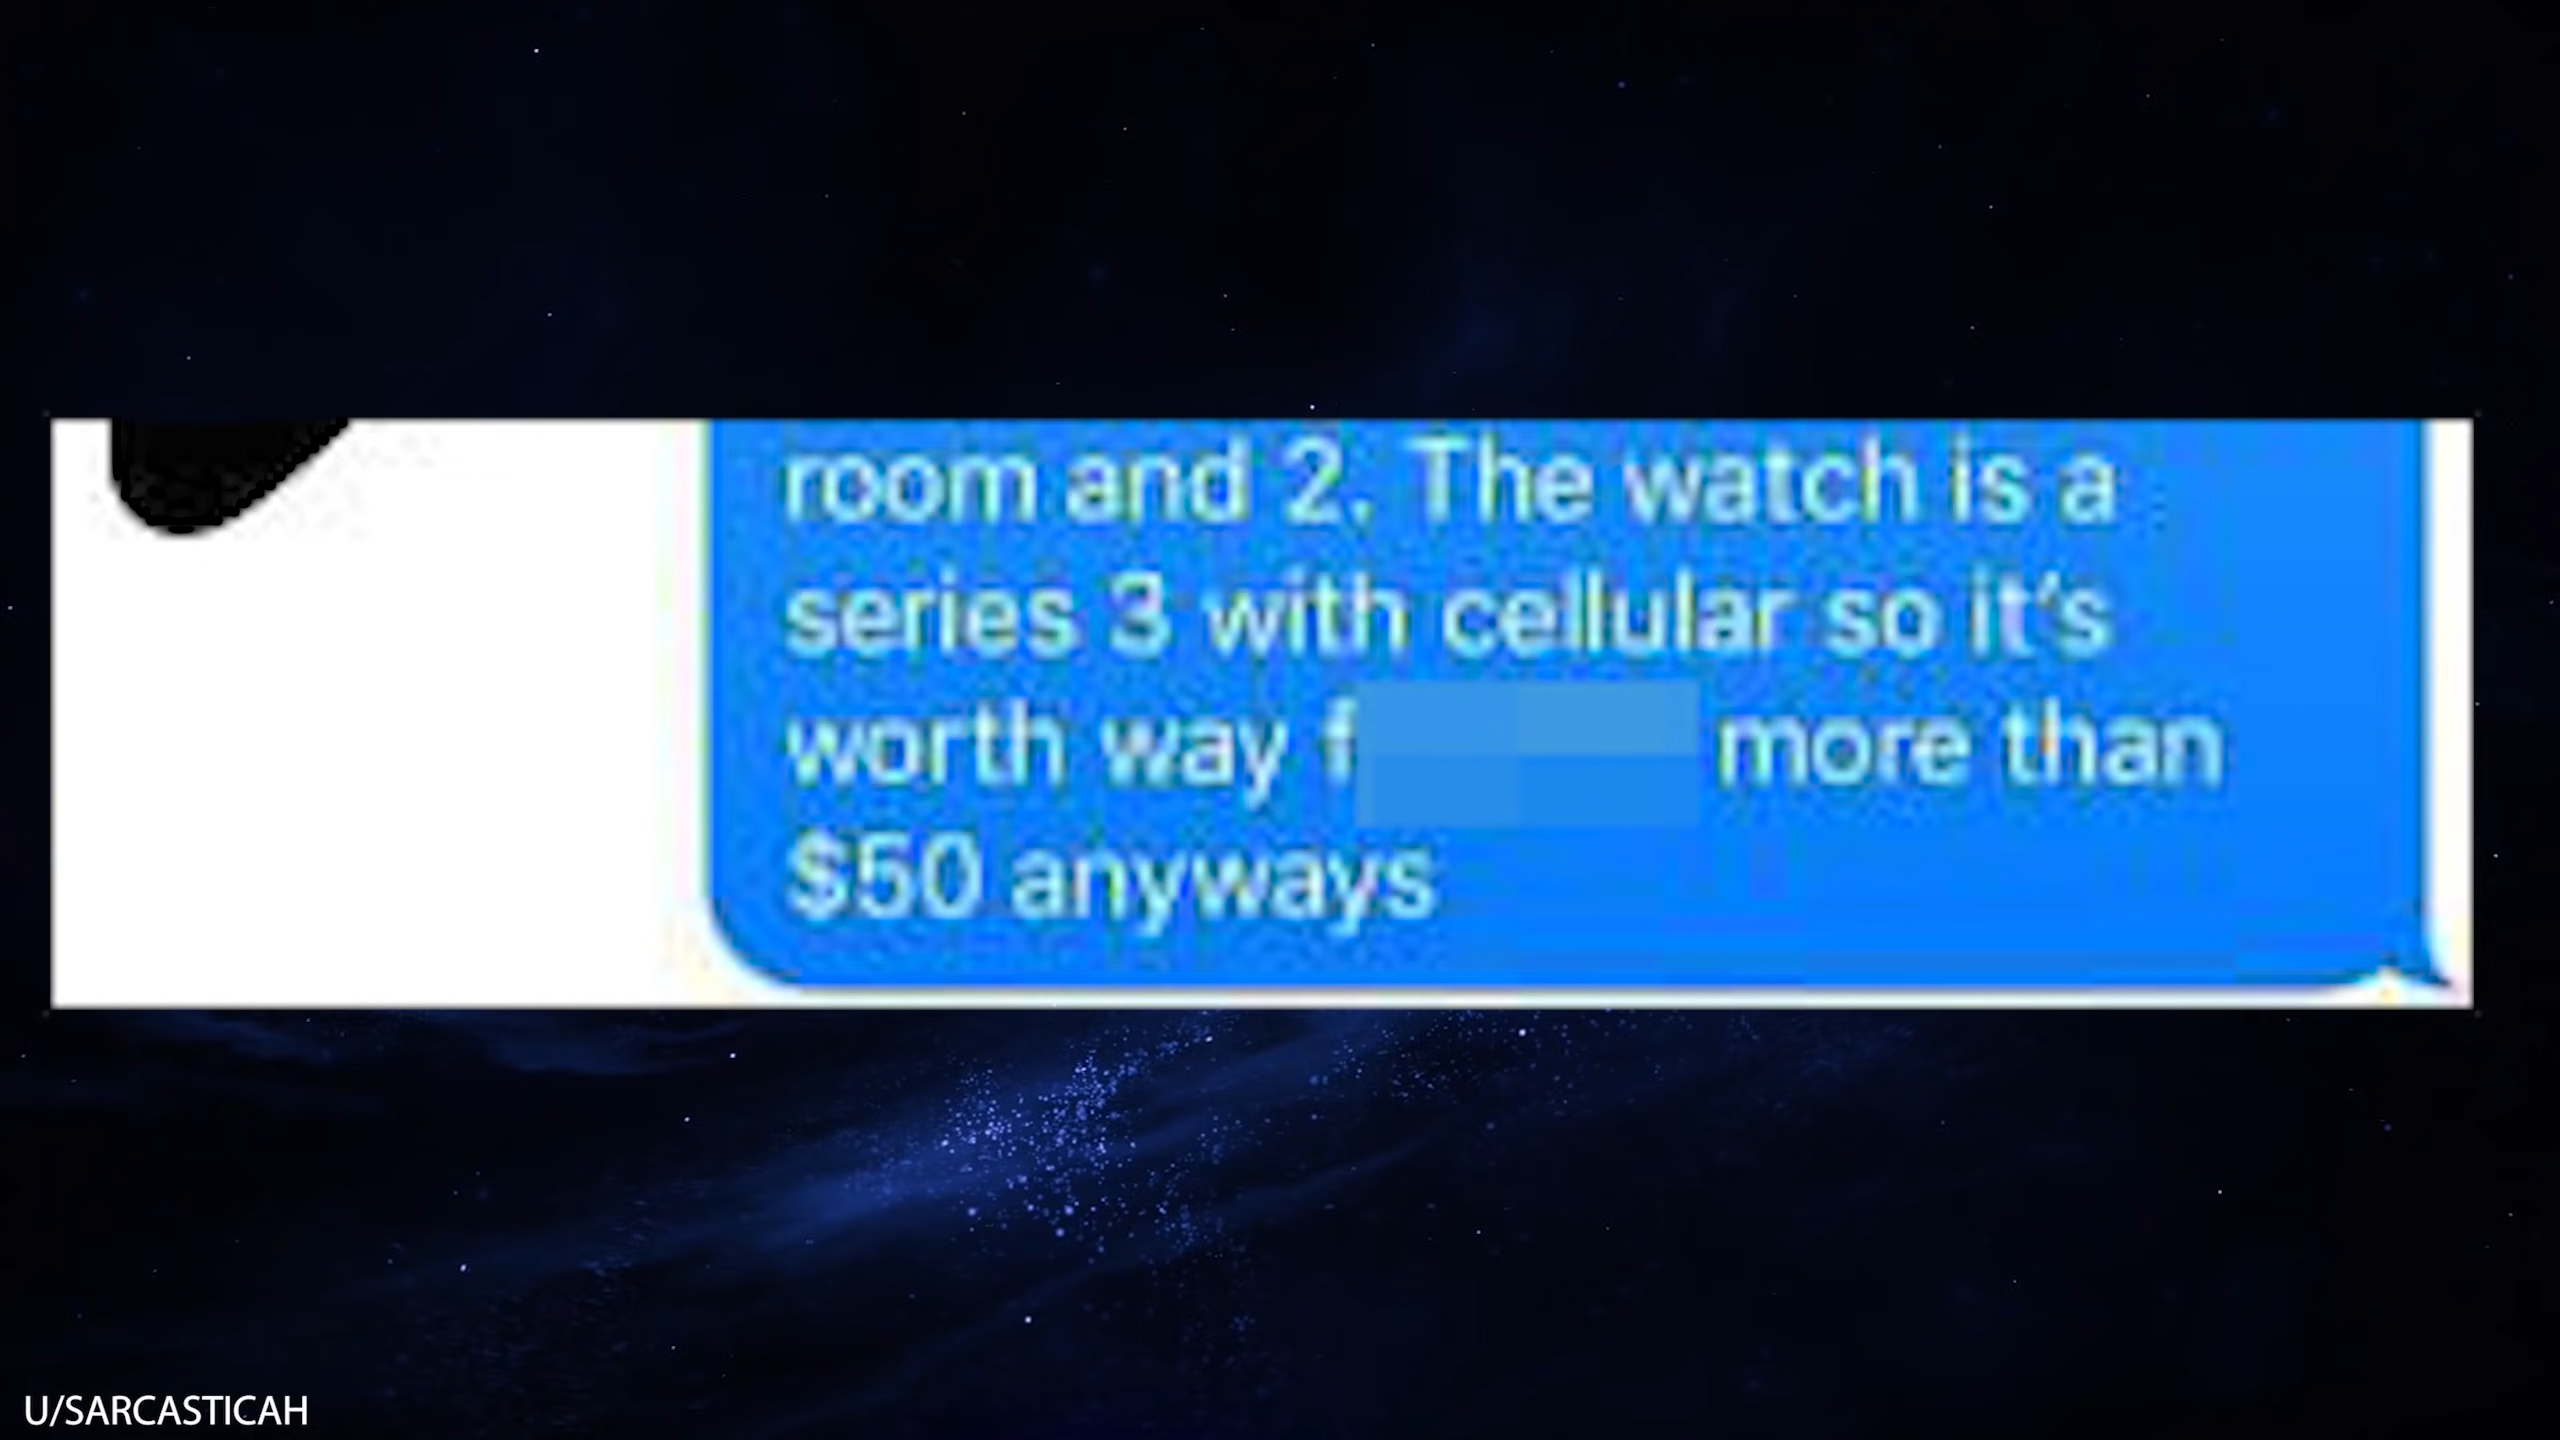 room and 2. The watch is a
series 3 with cellular so it's
worth way f more than
$50 anyways
U/SARCASTICAH